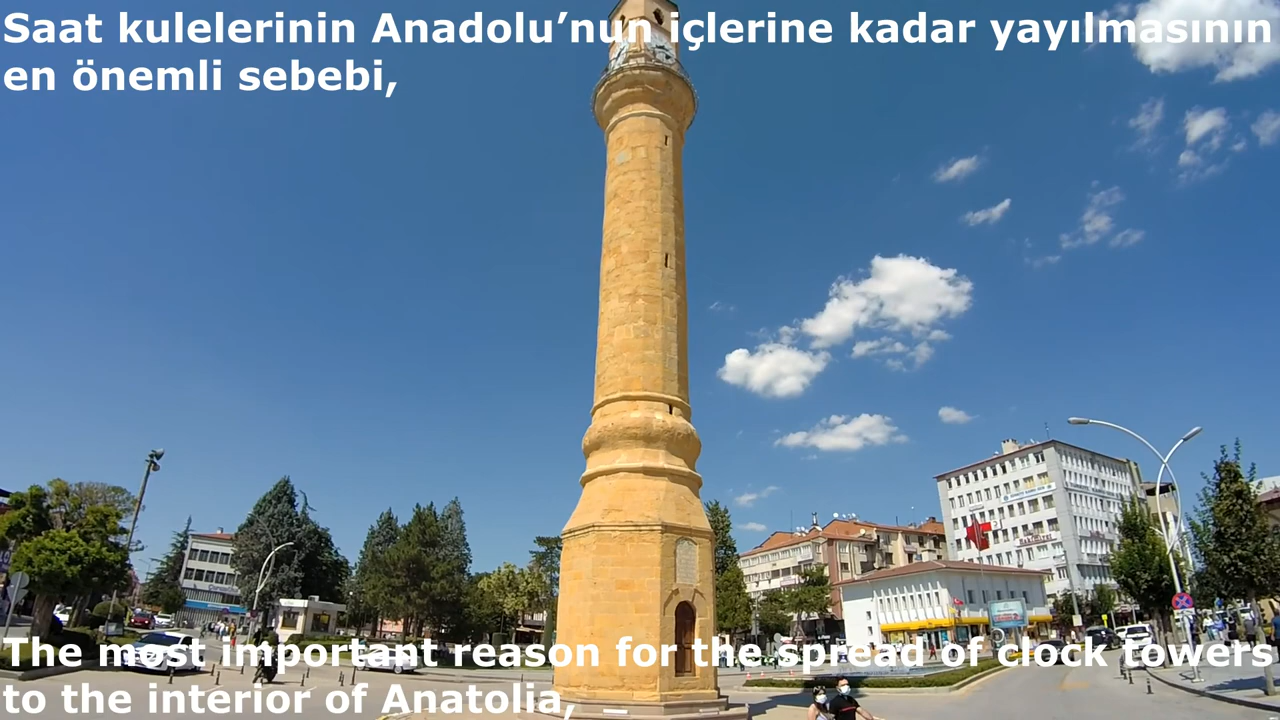 Saat kulelerinin Anadolu’nun içlerine kadar yayılmasının
en önemli sebebi,
The most important reason for the spread of clock towers
to the interior of Anatolia,